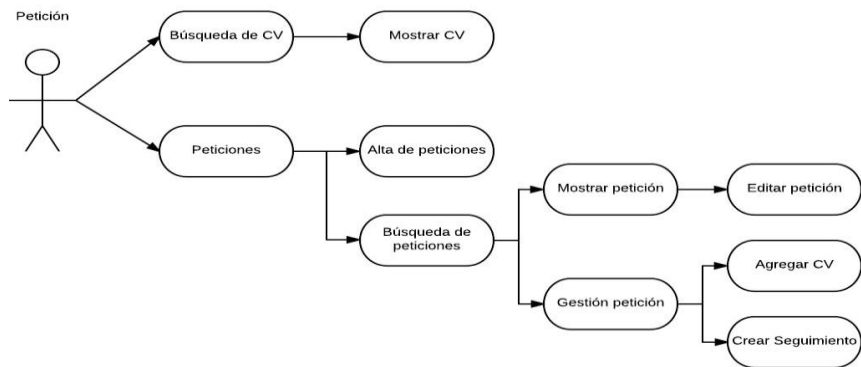 Petición
Búsqueda de CV
Mostrar CV
Peticiones
Alta de peticiones
Mostrar petición
Editar petición
Búsqueda de
peticiones
Agregar CV
Gestión petición
Crear Seguimiento